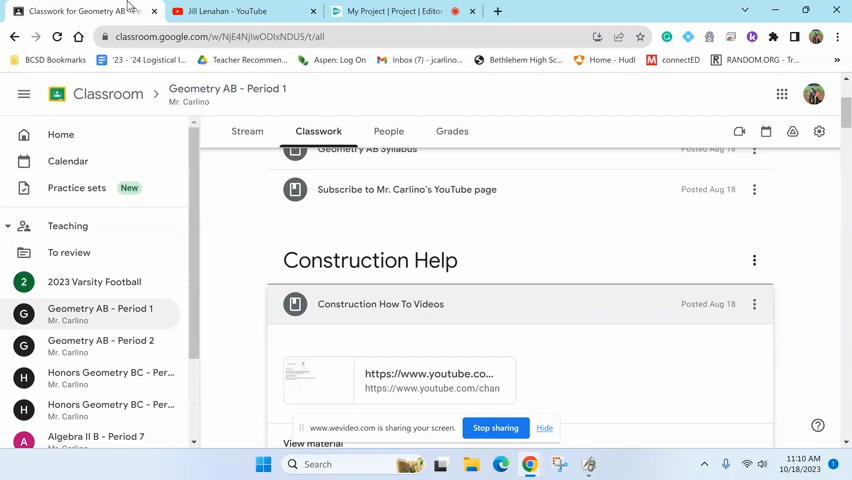 Classwork for Geometry AB - Pe
Jill Lenahan - YouTube
My Project | Project | Editor
classroom.google.com/w/NjE4NjIwODIxNDU5/t/all
BCSD Bookmarks
'23 - '24 Logistical I...
Teacher Recommen...
Aspen: Log On
Inbox (7) - jcarlino...
Bethlehem High Sc...
Home - Hudl
connectED
RANDOM.ORG - Tr...
Classroom
Geometry AB - Period 1
Mr. Carlino
Home
Calendar
Practice sets New
Teaching
To review
2 2023 Varsity Football
G Geometry AB - Period 1
Mr. Carlino
G Geometry AB - Period 2
Mr. Carlino
H Honors Geometry BC - Per...
Mr. Carlino
H Honors Geometry BC - Per...
Mr. Carlino
A Algebra II B - Period 7
Mr. Carlino
Stream Classwork People Grades
Geometry AB Syllabus Posted Aug 18
Subscribe to Mr. Carlino's YouTube page Posted Aug 18
Construction Help
Construction How To Videos Posted Aug 18
https://www.youtube.co...
https://www.youtube.com/chan
www.wevideo.com is sharing your screen. Stop sharing Hide
View material
Search
11:10 AM
10/18/2023